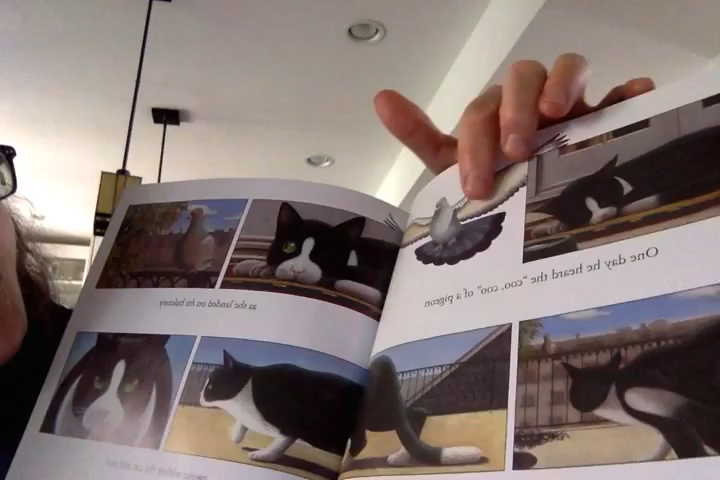 One day he heard the "coo, coo" of a pigeon
as she landed on his balcony